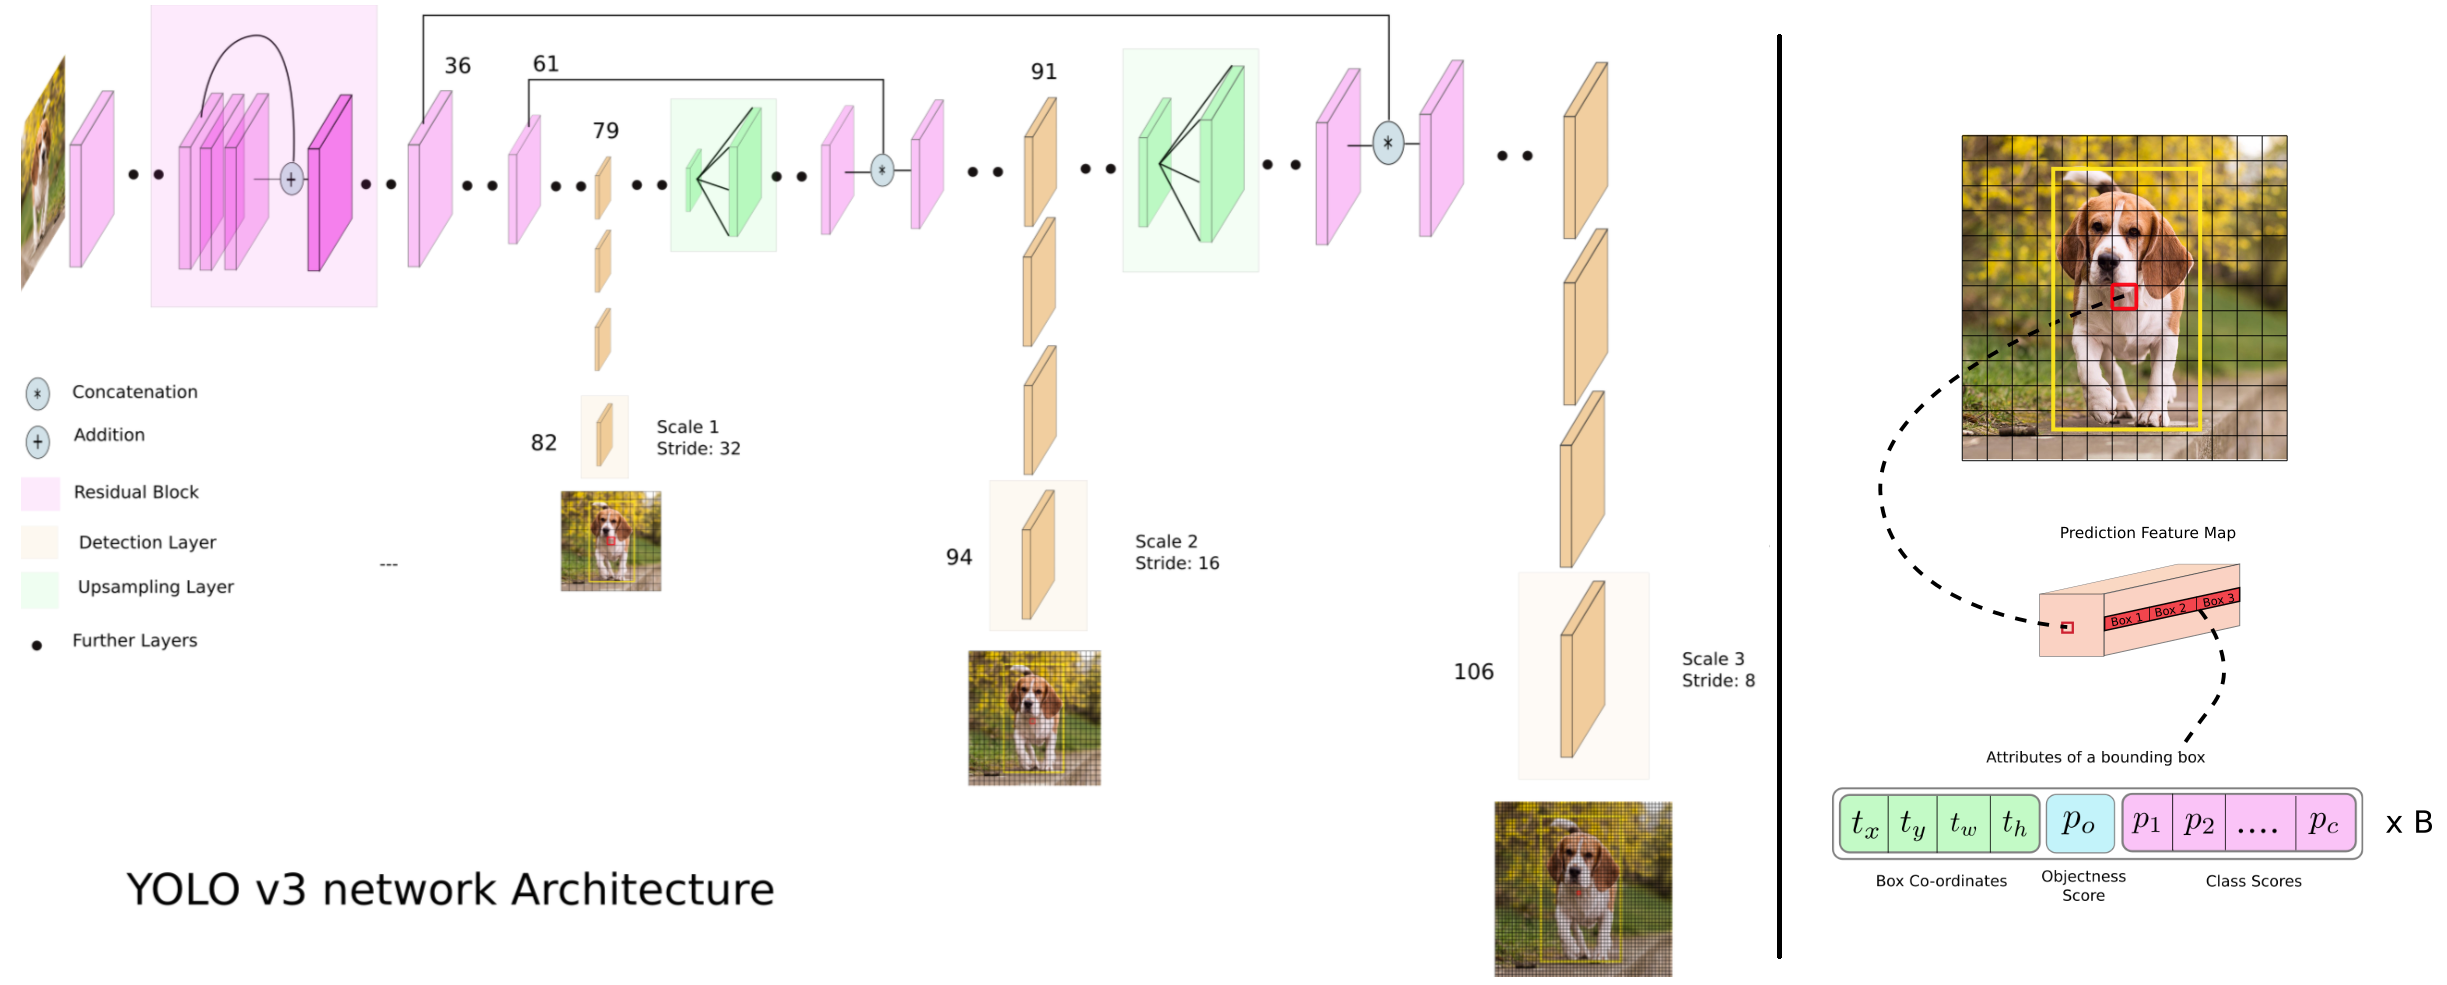 36
61
79
91
* 
+
*
*
* Concatenation
+ Addition
Residual Block
Detection Layer
---
Upsampling Layer
Further Layers
82
Scale 1
Stride: 32
94
Scale 2
Stride: 16
106
Scale 3
Stride: 8
YOLO v3 network Architecture
Prediction Feature Map
Box 1 Box 2 Box 3
Attributes of a bounding box
t_x t_y t_w t_h p_o p_1 p_2 .... p_c x B
Box Co-ordinates
Objectness
Score
Class Scores